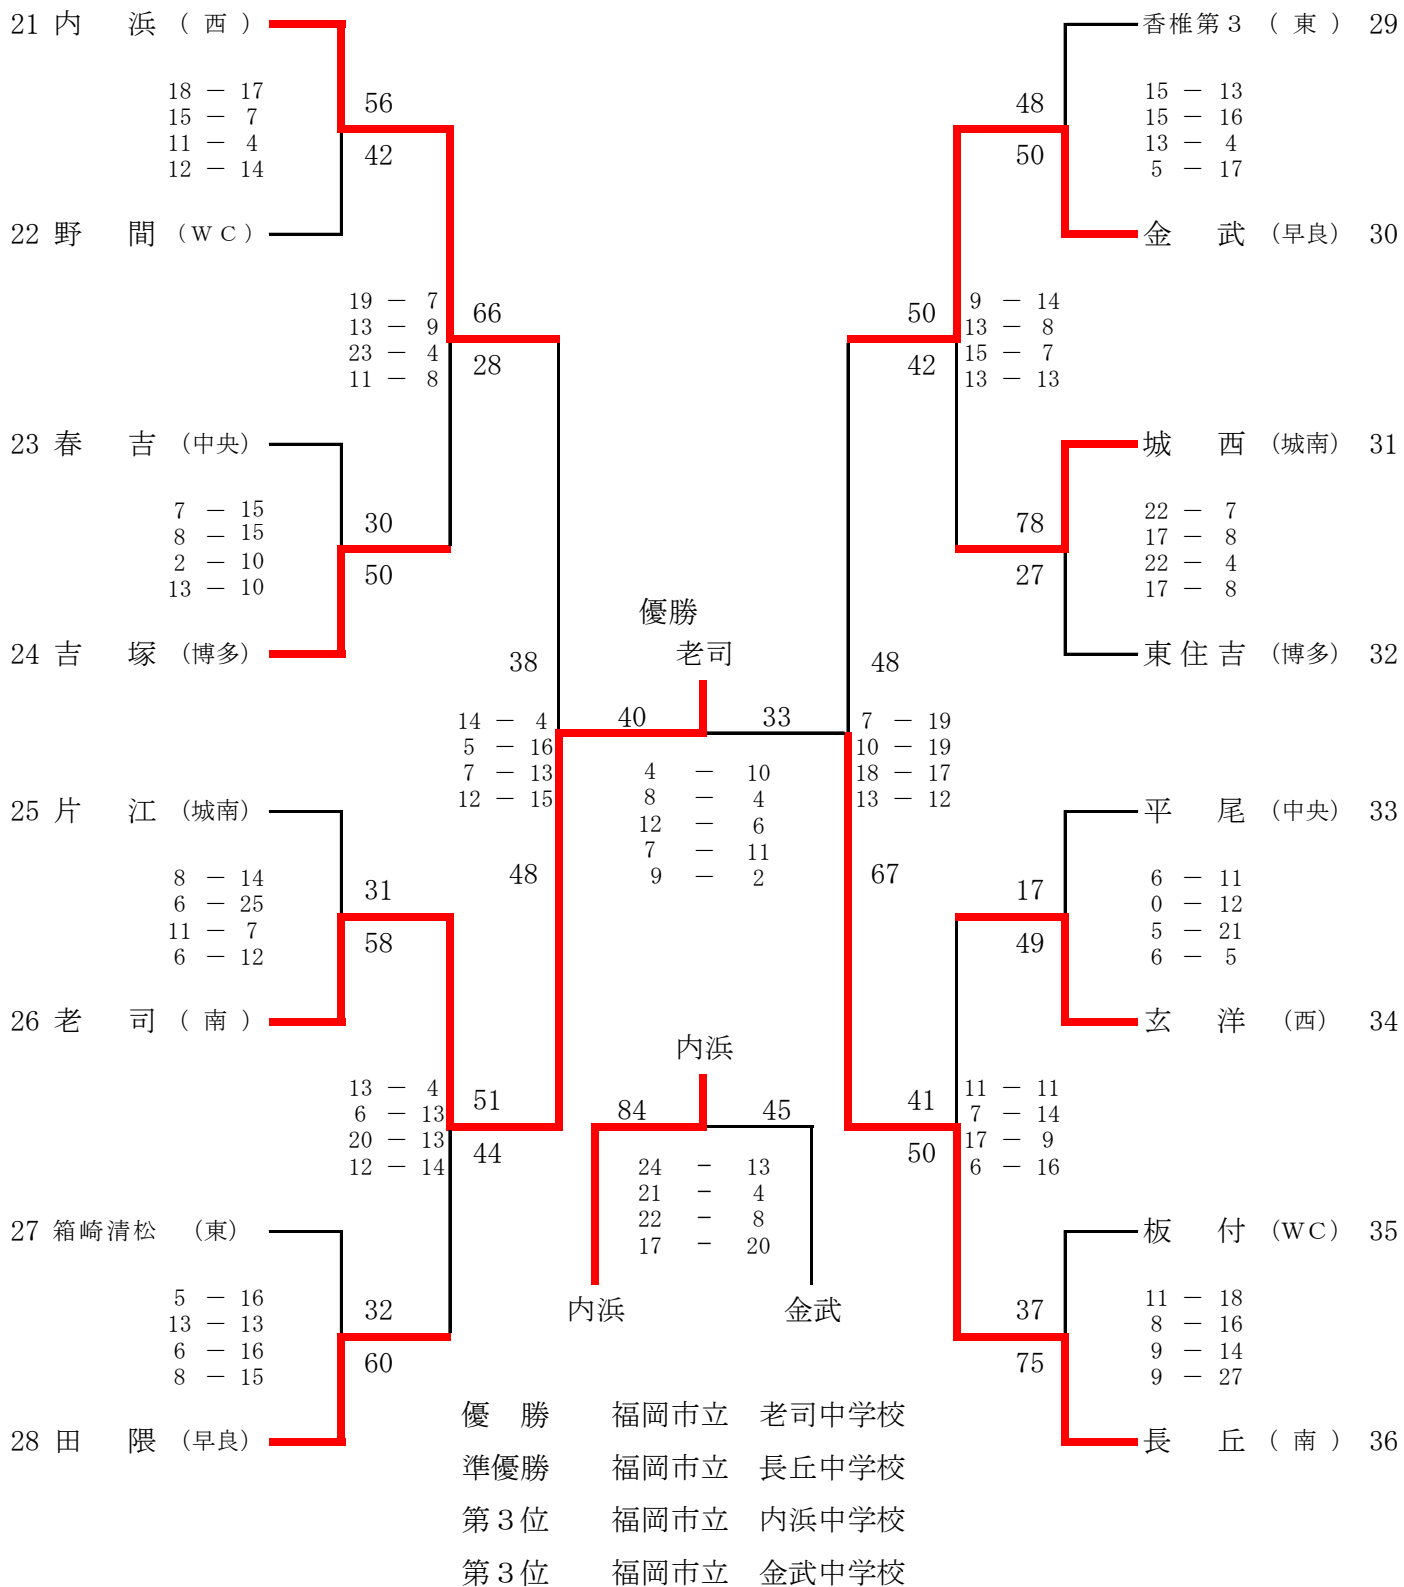 21 内　浜 （ 西 ）
18 － 17
15 － 7
11 － 4
12 － 14
56
42
22 野　間 （ＷＣ）
19 － 7
13 － 9
23 － 4
11 － 8
66
28
23 春　吉 （中央）
7 － 15
8 － 15
2 － 10
13 － 10
30
50
24 吉　塚 （博多）
38
14 － 4
5 － 16
7 － 13
12 － 15
48
25 片　江 （城南）
8 － 14
6 － 25
11 － 7
6 － 12
31
58
26 老　司 （ 南 ）
13 － 4
6 － 13
20 － 13
12 － 14
51
44
27 箱崎清松 （東）
5 － 16
13 － 13
6 － 16
8 － 15
32
60
28 田　隈 （早良）
優勝
老司
40 33
4 － 10
8 － 4
12 － 6
7 － 11
9 － 2
内浜
84 45
24 － 13
21 － 4
22 － 8
17 － 20
内浜 金武
香椎第３ （ 東 ） 29
48
50
15 － 13
15 － 16
13 － 4
5 － 17
金　武 （早良） 30
50
42
9 － 14
13 － 8
15 － 7
13 － 13
城　西 （城南） 31
78
27
22 － 7
17 － 8
22 － 4
17 － 8
東住吉 （博多） 32
48
7 － 19
10 － 19
18 － 17
13 － 12
67
平　尾 （中央） 33
17
49
6 － 11
0 － 12
5 － 21
6 － 5
玄　洋 （西） 34
41
50
11 － 11
7 － 14
17 － 9
6 － 16
板　付 （ＷＣ） 35
37
75
11 － 18
8 － 16
9 － 14
9 － 27
長　丘 （ 南 ） 36
優　勝　福岡市立　老司中学校
準優勝　福岡市立　長丘中学校
第３位　福岡市立　内浜中学校
第３位　福岡市立　金武中学校